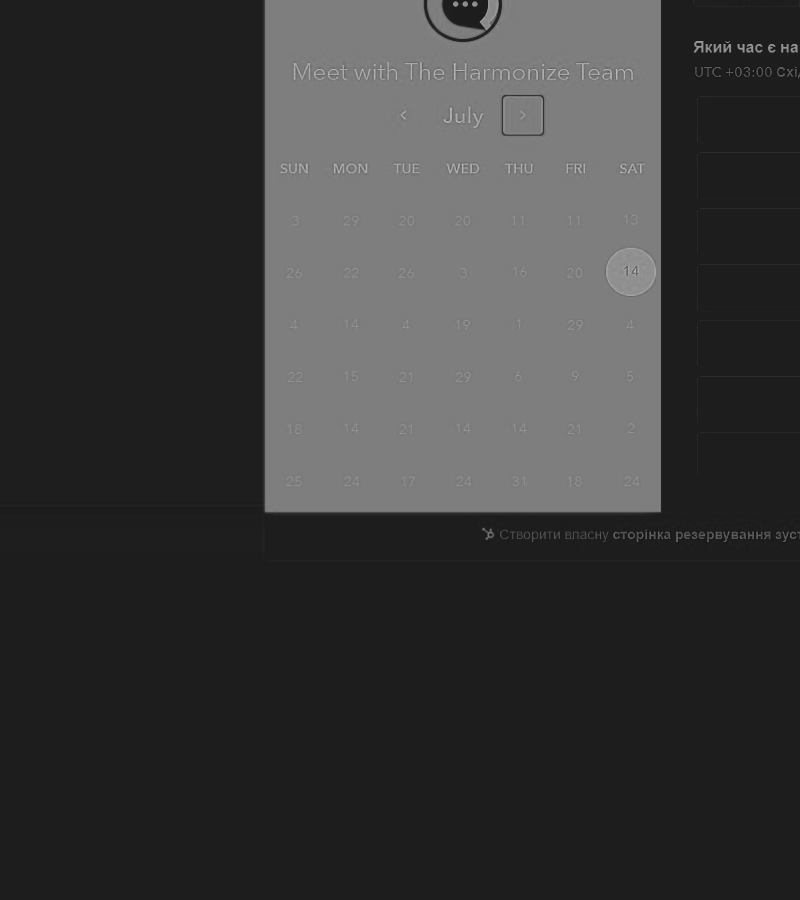 Meet with The Harmonize Team
Який час є на
UTC +03:00 Схі
July
SUN MON TUE WED THU FRI SAT
3 29 20 20 11 11 13
26 22 26 3 16 20 14
4 14 4 19 1 29 4
22 15 21 29 6 9 5
18 14 21 14 14 21 2
25 24 17 24 31 18 24
Створити власну сторінка резервування зуст